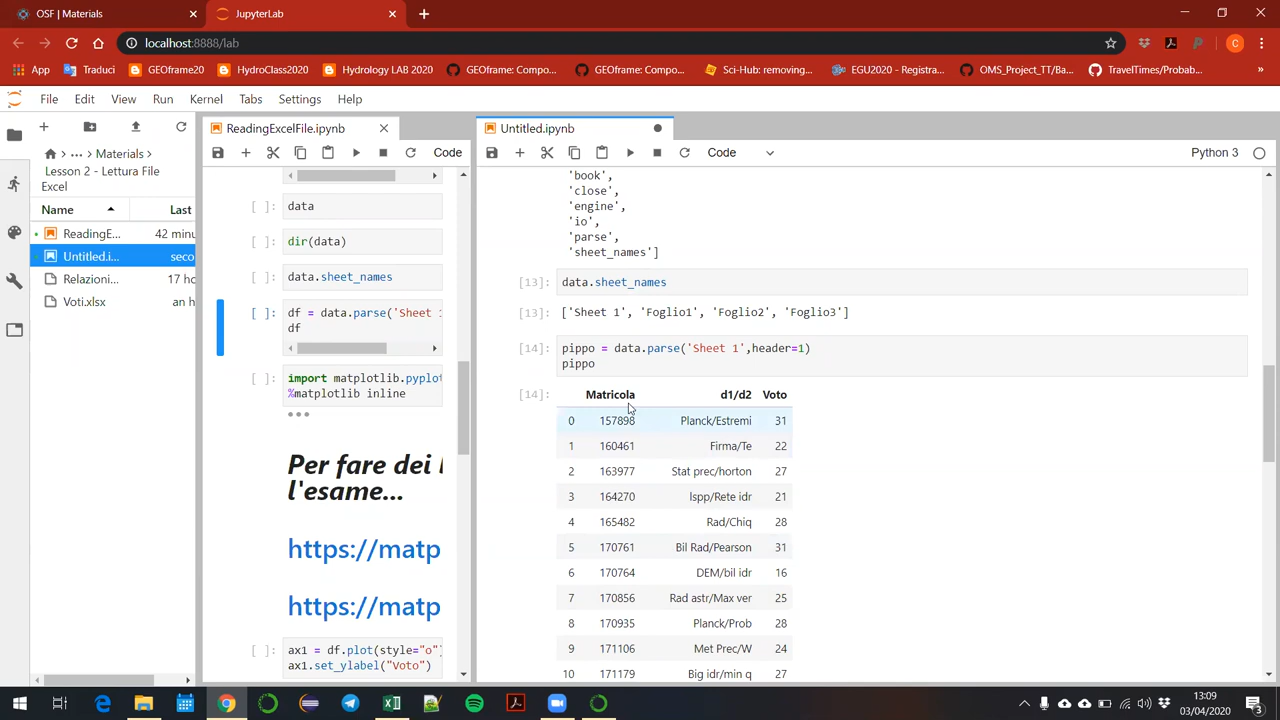 OSF | Materials
JupyterLab
localhost:8888/lab
App
Traduci
GEOframe20
HydroClass2020
Hydrology LAB 2020
GEOframe: Compo...
GEOframe: Compo...
Sci-Hub: removing...
EGU2020 - Registra...
OMS_Project_TT/Ba...
TravelTimes/Probab...
»
File Edit View Run Kernel Tabs Settings Help
/ ... / Materials /
Lesson 2 - Lettura File
Excel
Name
Last
ReadingE... 42 minu
Untitled.i... seco
Relazioni... 17 ho
Voti.xlsx an h
ReadingExcelFile.ipynb
Code
[ ]: data
[ ]: dir(data)
[ ]: data.sheet_names
[ ]: df = data.parse('Sheet 1
df
[ ]: import matplotlib.pyplot
%matplotlib inline
Per fare dei l
l'esame...
https://matp
https://matp
[ ]: ax1 = df.plot(style="o"
ax1.set_ylabel("Voto")
Untitled.ipynb
Code
Python 3
'book',
'close',
'engine',
'io',
'parse',
'sheet_names']
[13]: data.sheet_names
[13]: ['Sheet 1', 'Foglio1', 'Foglio2', 'Foglio3']
[14]: pippo = data.parse('Sheet 1',header=1)
pippo
[14]: Matricola d1/d2 Voto
0 157898 Planck/Estremi 31
1 160461 Firma/Te 22
2 163977 Stat prec/horton 27
3 164270 Ispp/Rete idr 21
4 165482 Rad/Chiq 28
5 170761 Bil Rad/Pearson 31
6 170764 DEM/bil idr 16
7 170856 Rad astr/Max ver 25
8 170935 Planck/Prob 28
9 171106 Met Prec/W 24
10 171179 Big idr/min q 27
13:09
03/04/2020
3